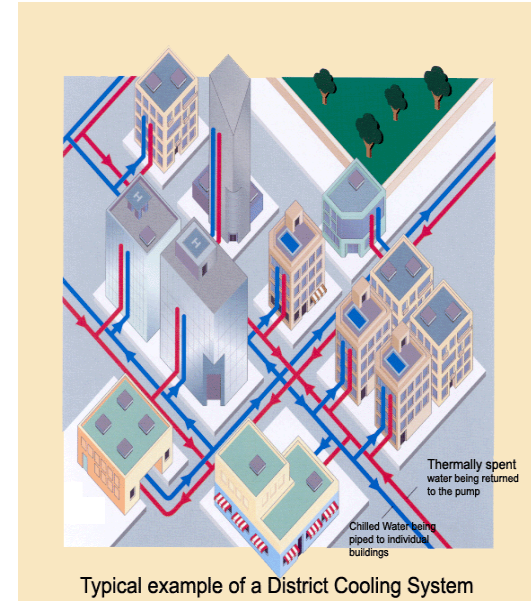 Thermally spent
water being returned
to the pump
Chilled Water being
piped to individual
buildings
Typical example of a District Cooling System